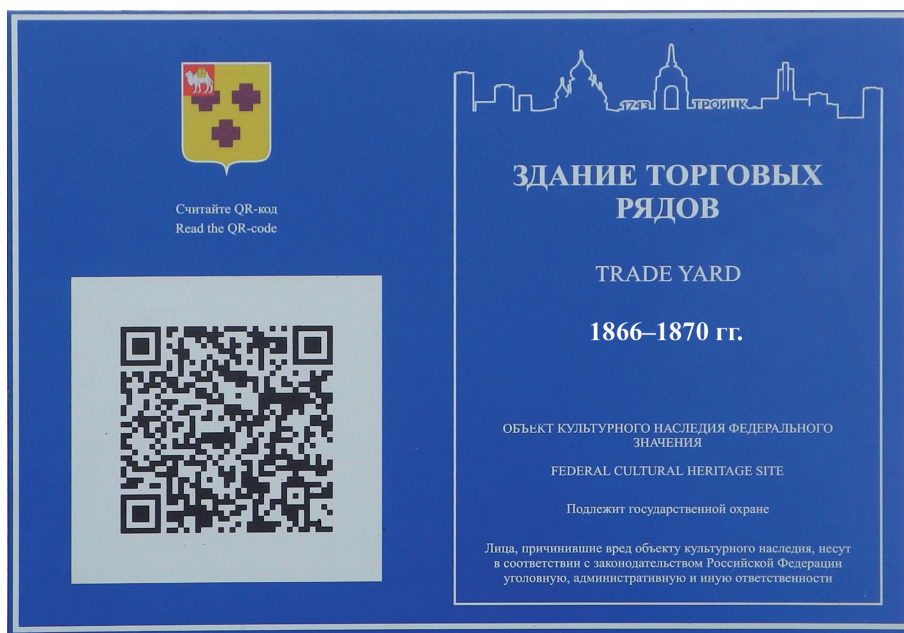 Считайте QR-код
Read the QR-code
1743 ТРОИЦК
ЗДАНИЕ ТОРГОВЫХ
РЯДОВ
TRADE YARD
1866–1870 гг.
ОБЪЕКТ КУЛЬТУРНОГО НАСЛЕДИЯ ФЕДЕРАЛЬНОГО
ЗНАЧЕНИЯ
FEDERAL CULTURAL HERITAGE SITE
Подлежит государственной охране
Лица, причинившие вред объекту культурного наследия, несут
в соответствии с законодательством Российской Федерации
уголовную, административную и иную ответственности